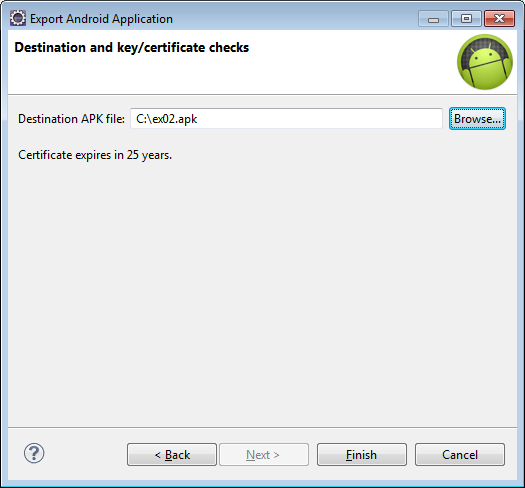 Export Android Application
Destination and key/certificate checks
Destination APK file: C:\ex02.apk Browse...
Certificate expires in 25 years.
? < Back Next > Finish Cancel